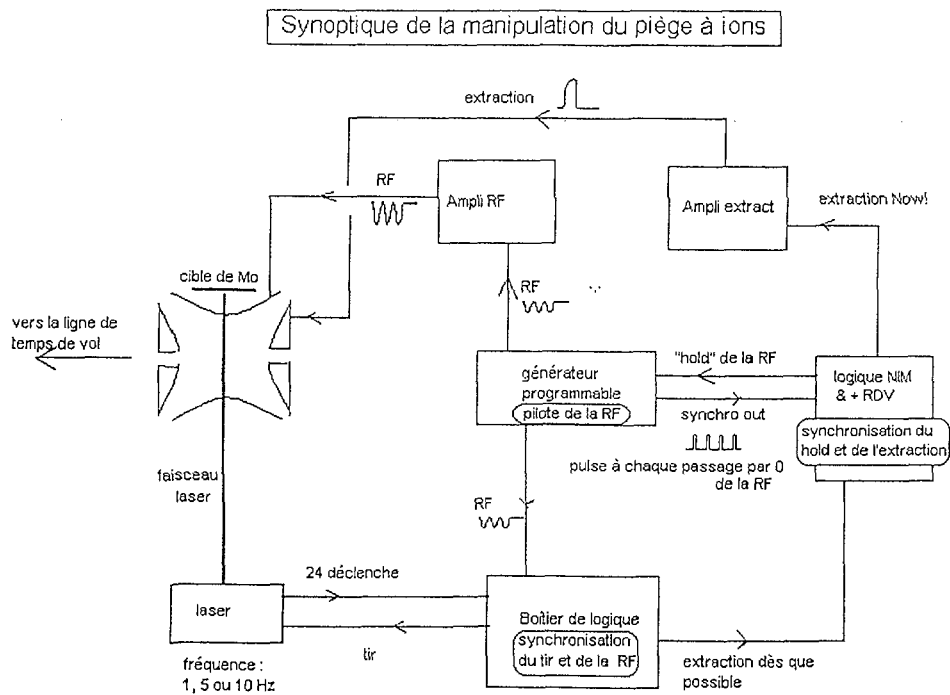 Synoptique de la manipulation du piège à ions
extraction
RF
Ampli RF
Ampli extract
extraction Now!
cible de Mo
RF
vers la ligne de
temps de vol
"hold" de la RF
générateur
programmable
pilote de la RF
logique NIM
& + RDV
synchro out
synchronisation du
hold et de l'extraction
pulse à chaque passage par 0
de la RF
faisceau
laser
RF
24 déclenche
laser
Boîtier de logique
synchronisation
du tir et de la RF
tir
extraction dès que
possible
fréquence :
1, 5 ou 10 Hz